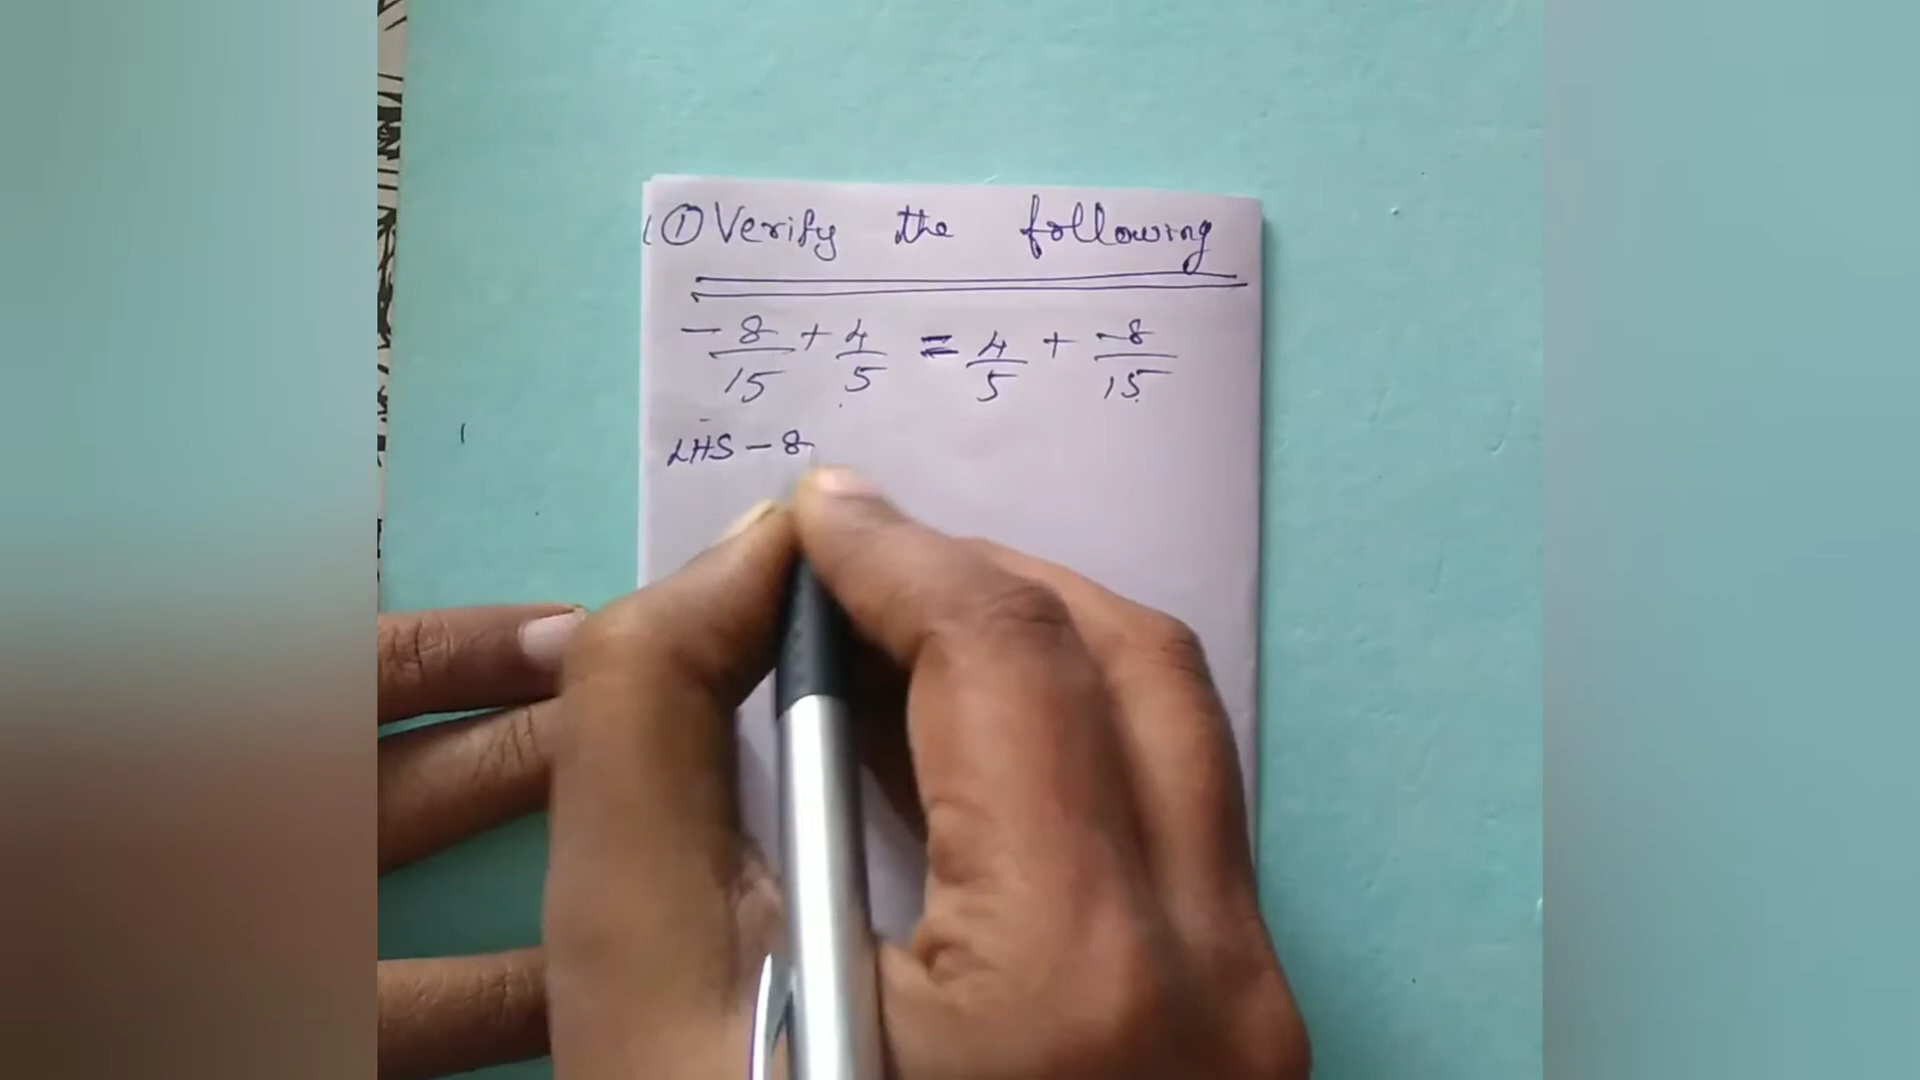 ① Verify the following
-8/15 + 4/5 = 4/5 + -8/15
LHS - 8